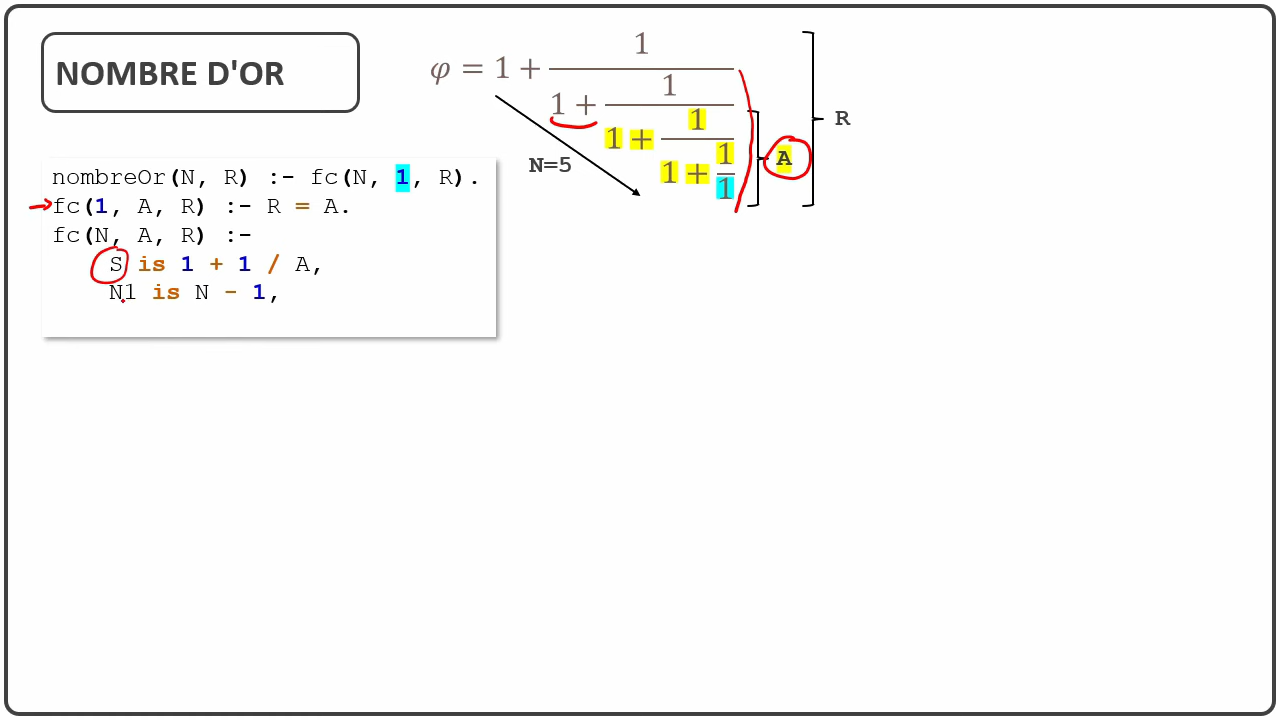 NOMBRE D'OR
φ = 1 + 1
1 + 1
1 + 1
1 + 1
1
N=5
A
R
nombreOr(N, R) :- fc(N, 1, R).
fc(1, A, R) :- R = A.
fc(N, A, R) :-
S is 1 + 1 / A,
N1 is N - 1,